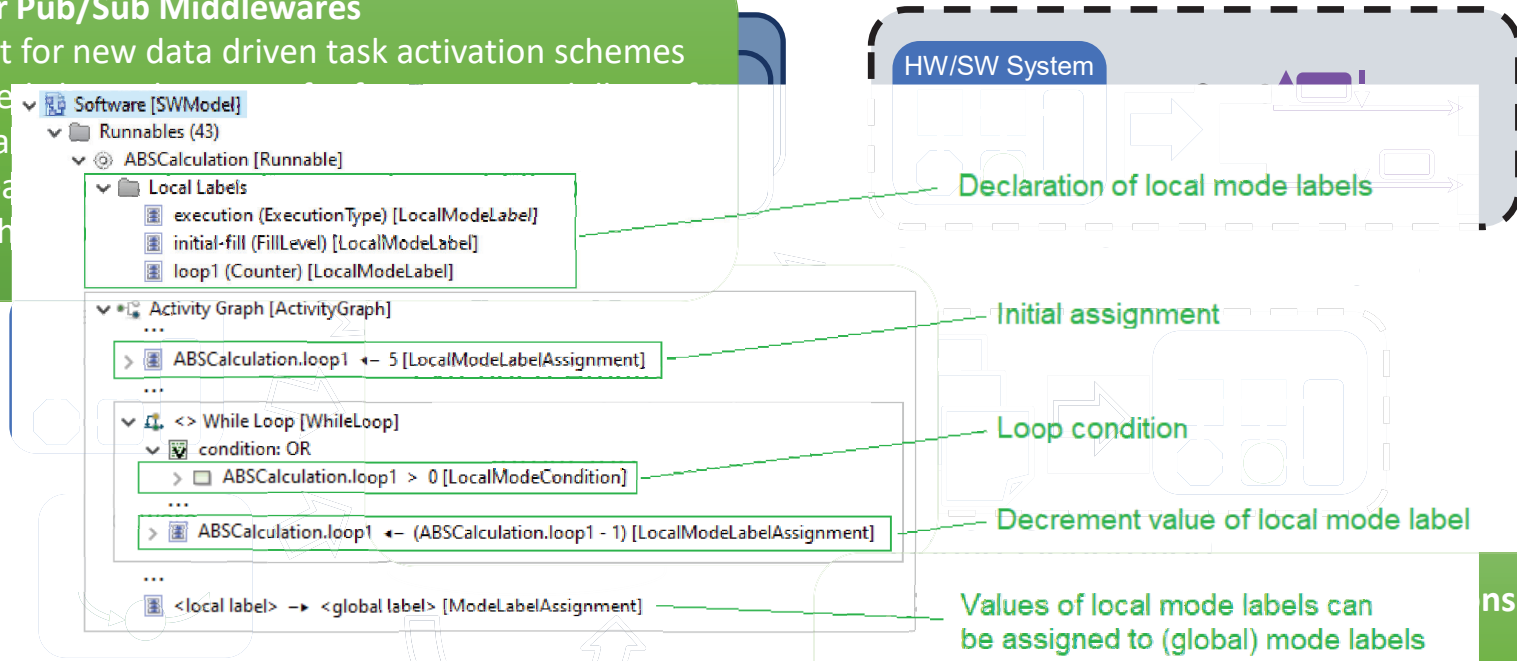 r Pub/Sub Middlewares
t for new data driven task activation schemes
HW/SW System
Software [SWModel]
Runnables (43)
ABSCalculation [Runnable]
Local Labels
execution (ExecutionType) [LocalModeLabel]
initial-fill (FillLevel) [LocalModeLabel]
loop1 (Counter) [LocalModeLabel]
Declaration of local mode labels
Activity Graph [ActivityGraph]
...
ABSCalculation.loop1 ← 5 [LocalModeLabelAssignment]
Initial assignment
...
<> While Loop [WhileLoop]
condition: OR
ABSCalculation.loop1 > 0 [LocalModeCondition]
Loop condition
...
ABSCalculation.loop1 ← (ABSCalculation.loop1 - 1) [LocalModeLabelAssignment]
Decrement value of local mode label
...
<local label> → <global label> [ModeLabelAssignment]
Values of local mode labels can
be assigned to (global) mode labels
ns